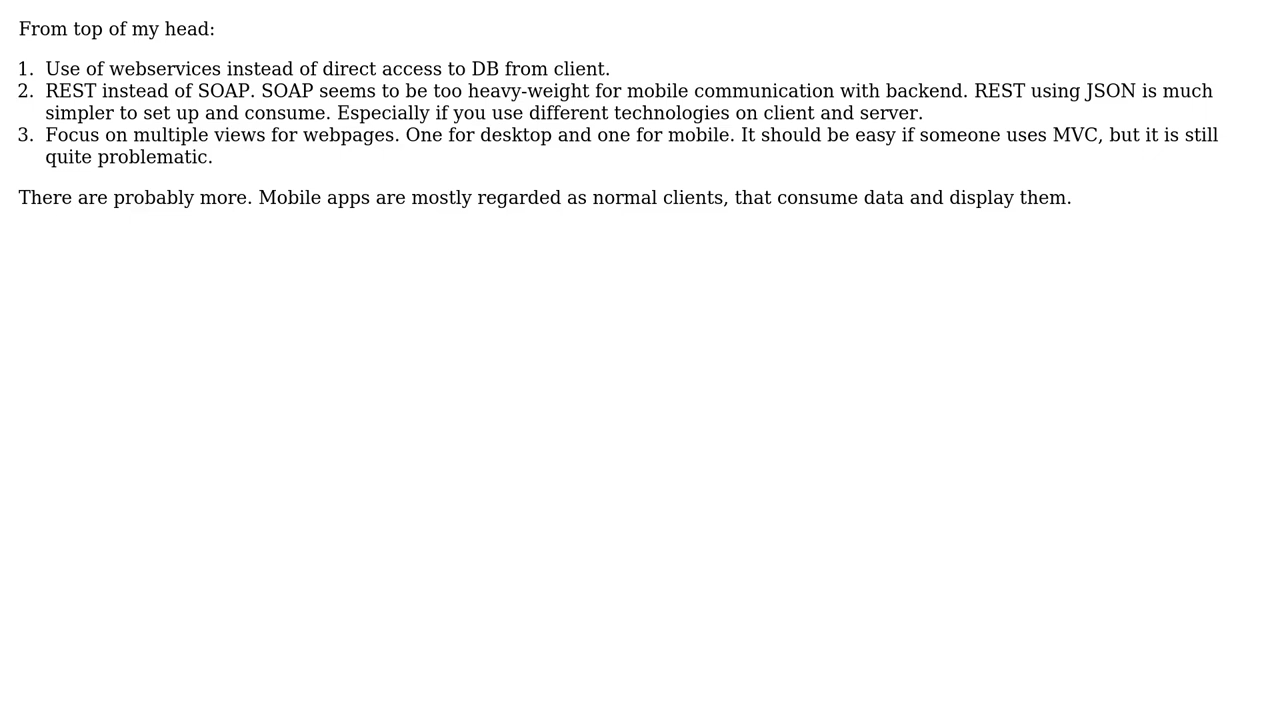 From top of my head:
1. Use of webservices instead of direct access to DB from client.
2. REST instead of SOAP. SOAP seems to be too heavy-weight for mobile communication with backend. REST using JSON is much
simpler to set up and consume. Especially if you use different technologies on client and server.
3. Focus on multiple views for webpages. One for desktop and one for mobile. It should be easy if someone uses MVC, but it is still
quite problematic.
There are probably more. Mobile apps are mostly regarded as normal clients, that consume data and display them.